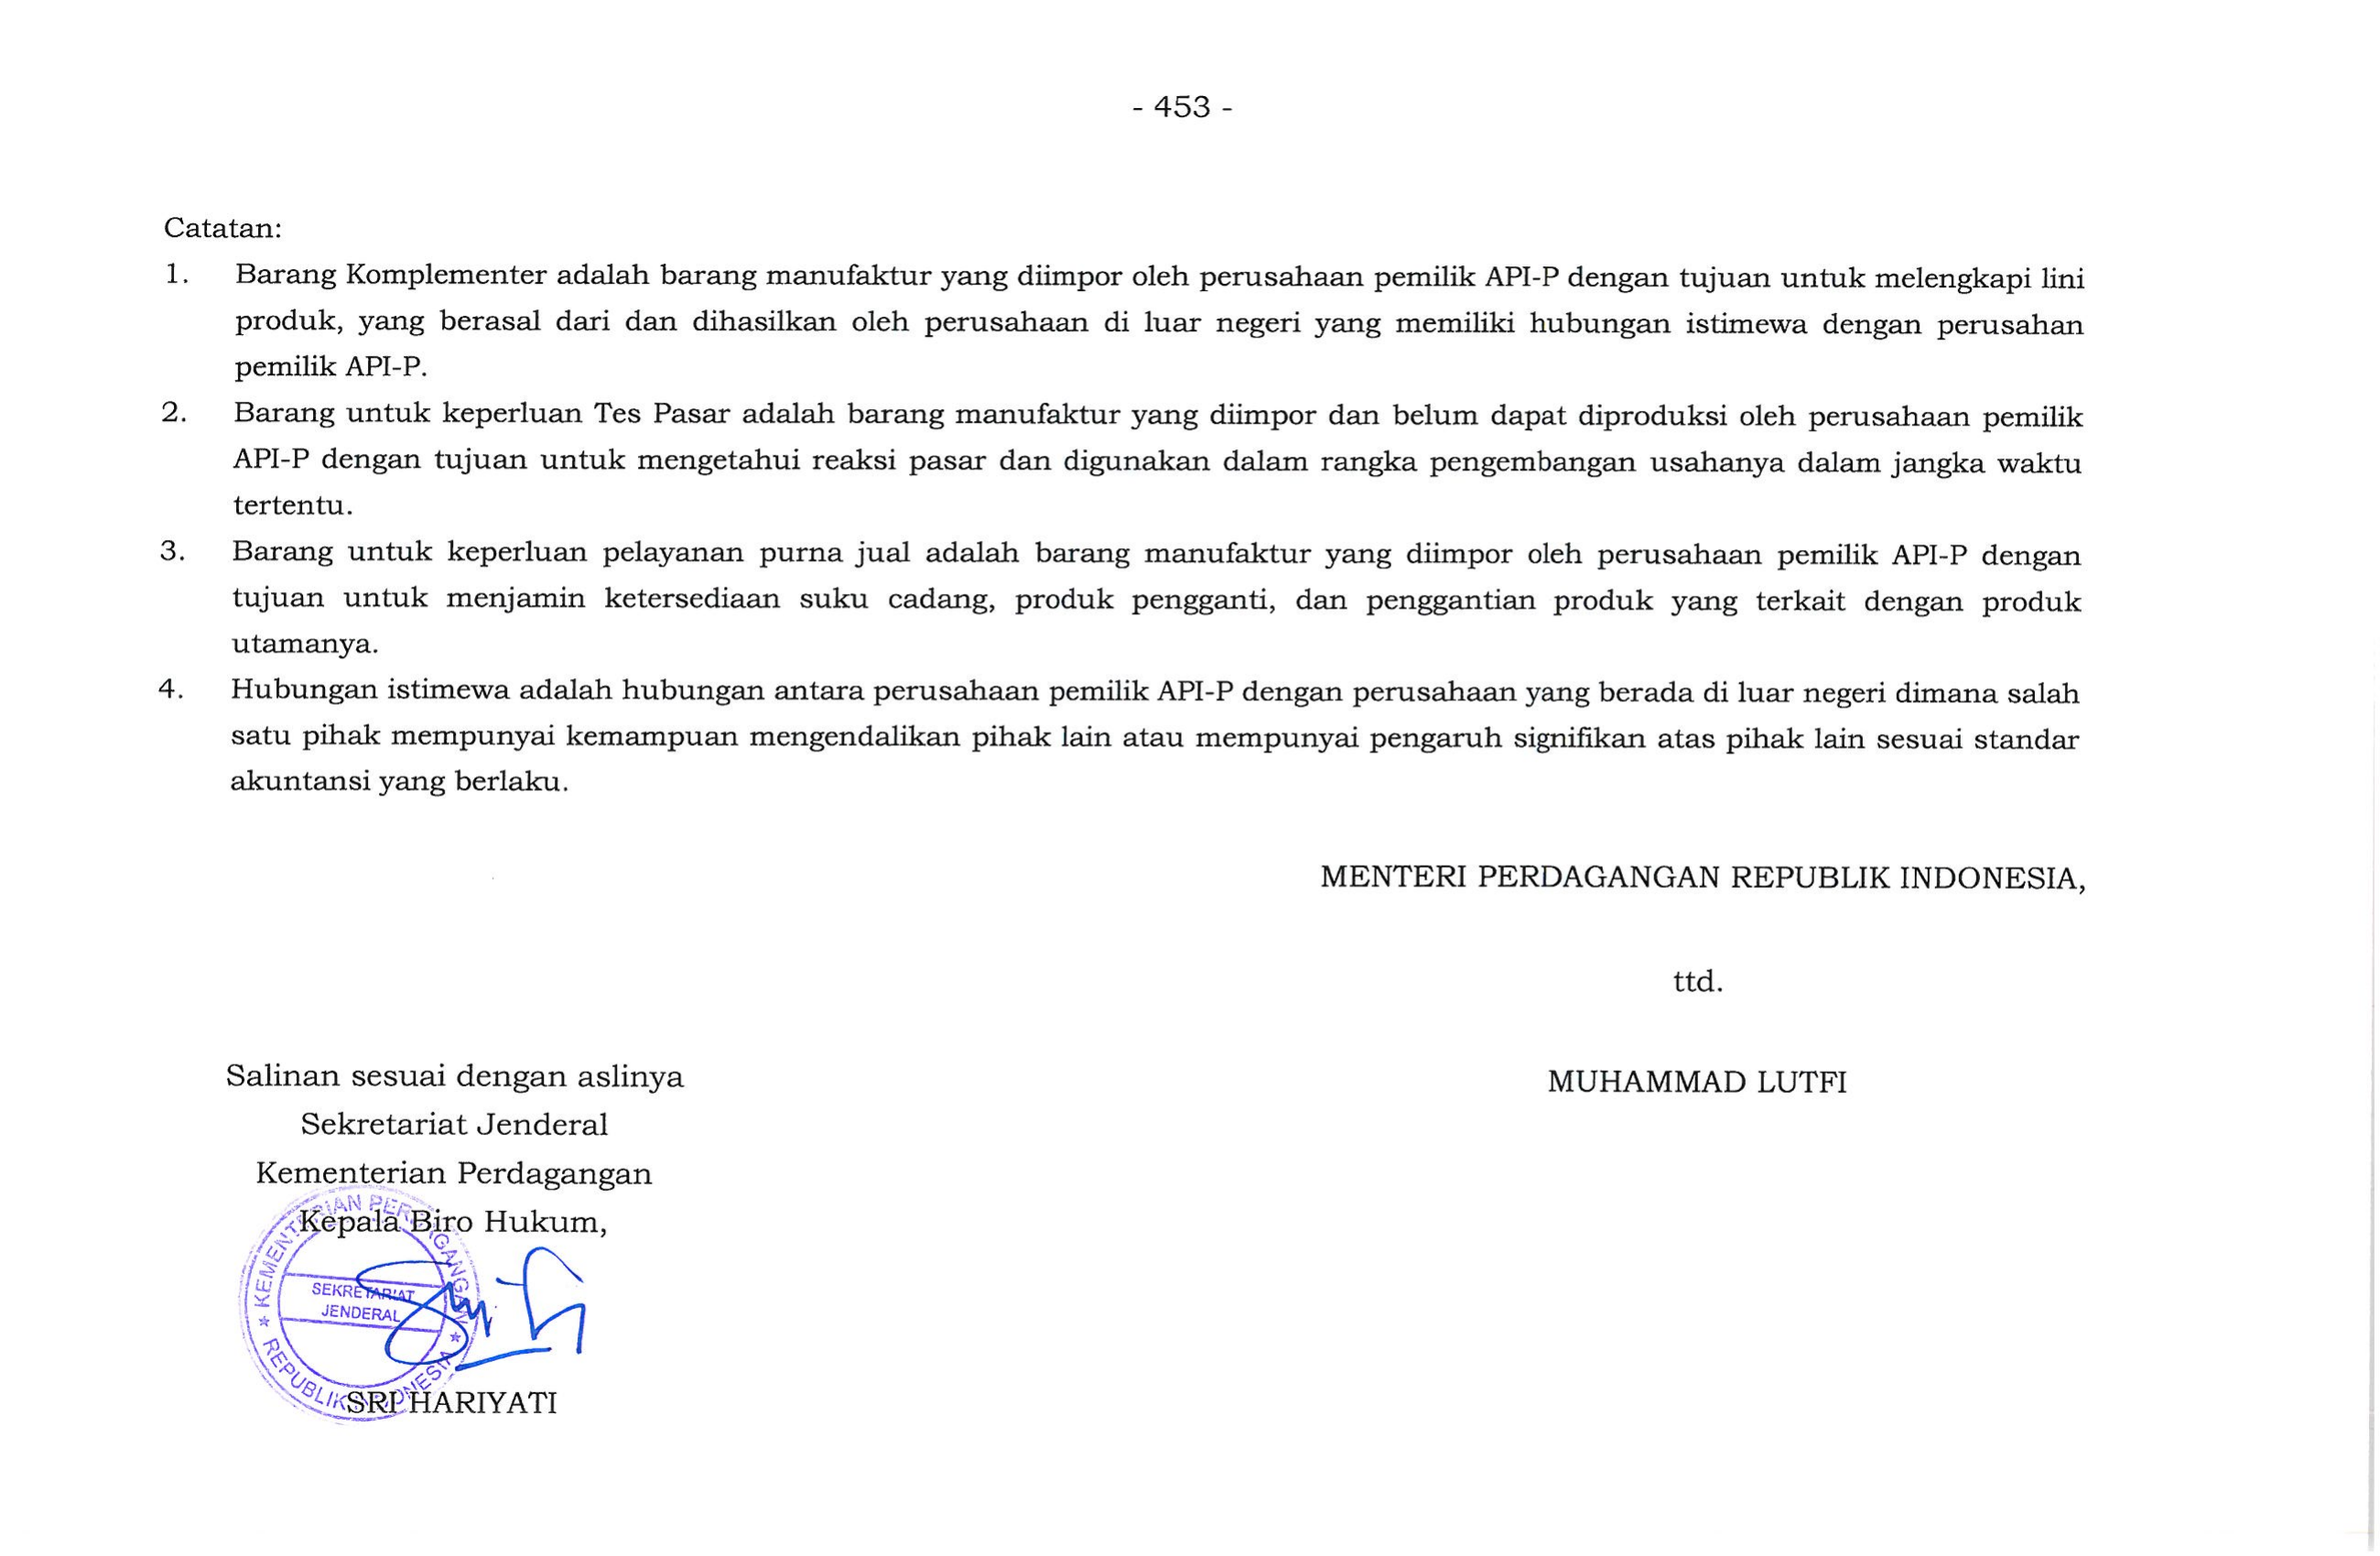 - 453 -
Catatan:
1. Barang Komplementer adalah barang manufaktur yang diimpor oleh perusahaan pemilik API-P dengan tujuan untuk melengkapi lini
produk, yang berasal dari dan dihasilkan oleh perusahaan di luar negeri yang memiliki hubungan istimewa dengan perusahan
pemilik API-P.
2. Barang untuk keperluan Tes Pasar adalah barang manufaktur yang diimpor dan belum dapat diproduksi oleh perusahaan pemilik
API-P dengan tujuan untuk mengetahui reaksi pasar dan digunakan dalam rangka pengembangan usahanya dalam jangka waktu
tertentu.
3. Barang untuk keperluan pelayanan purna jual adalah barang manufaktur yang diimpor oleh perusahaan pemilik API-P dengan
tujuan untuk menjamin ketersediaan suku cadang, produk pengganti, dan penggantian produk yang terkait dengan produk
utamanya.
4. Hubungan istimewa adalah hubungan antara perusahaan pemilik API-P dengan perusahaan yang berada di luar negeri dimana salah
satu pihak mempunyai kemampuan mengendalikan pihak lain atau mempunyai pengaruh signifikan atas pihak lain sesuai standar
akuntansi yang berlaku.
MENTERI PERDAGANGAN REPUBLIK INDONESIA,
ttd.
MUHAMMAD LUTFI
Salinan sesuai dengan aslinya
Sekretariat Jenderal
Kementerian Perdagangan
Kepala Biro Hukum,
KEMENTERIAN PERDAGANGAN
SEKRETARIAT
JENDERAL
REPUBLIK INDONESIA
SRI HARIYATI